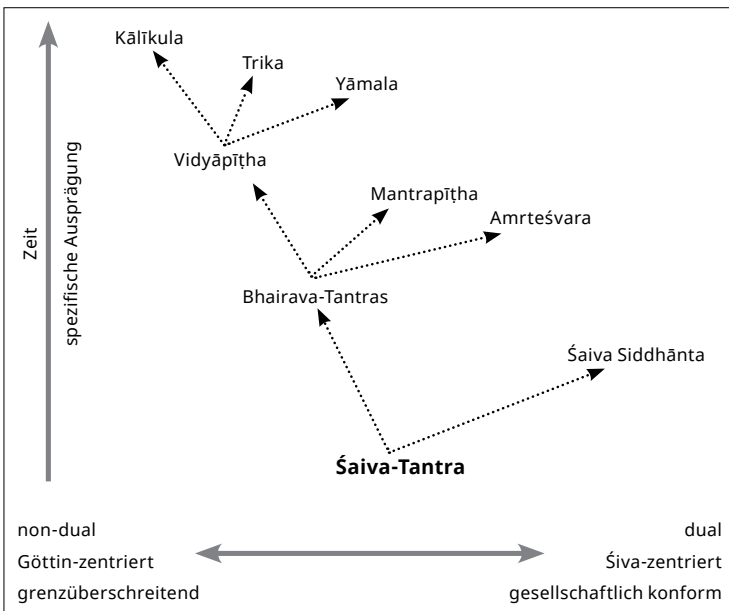 Kālīkula
Trika
Yāmala
Vidyāpīṭha
Mantrapīṭha
Amrteśvara
Zeit
spezifische Ausprägung
Bhairava-Tantras
Śaiva Siddhānta
Śaiva-Tantra
non-dual
dual
Göttin-zentriert
Śiva-zentriert
grenzüberschreitend
gesellschaftlich konform